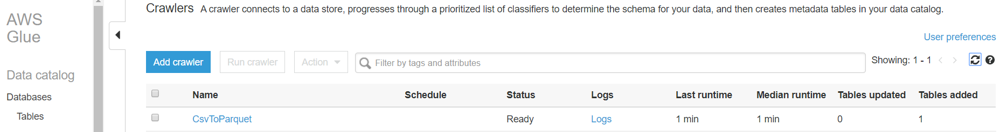 AWS
Glue
Data catalog
Databases
Tables
Crawlers A crawler connects to a data store, progresses through a prioritized list of classifiers to determine the schema for your data, and then creates metadata tables in your data catalog.
User preferences
Add crawler Run crawler Action Filter by tags and attributes Showing: 1 - 1
Name Schedule Status Logs Last runtime Median runtime Tables updated Tables added
CsvToParquet Ready Logs 1 min 1 min 0 1